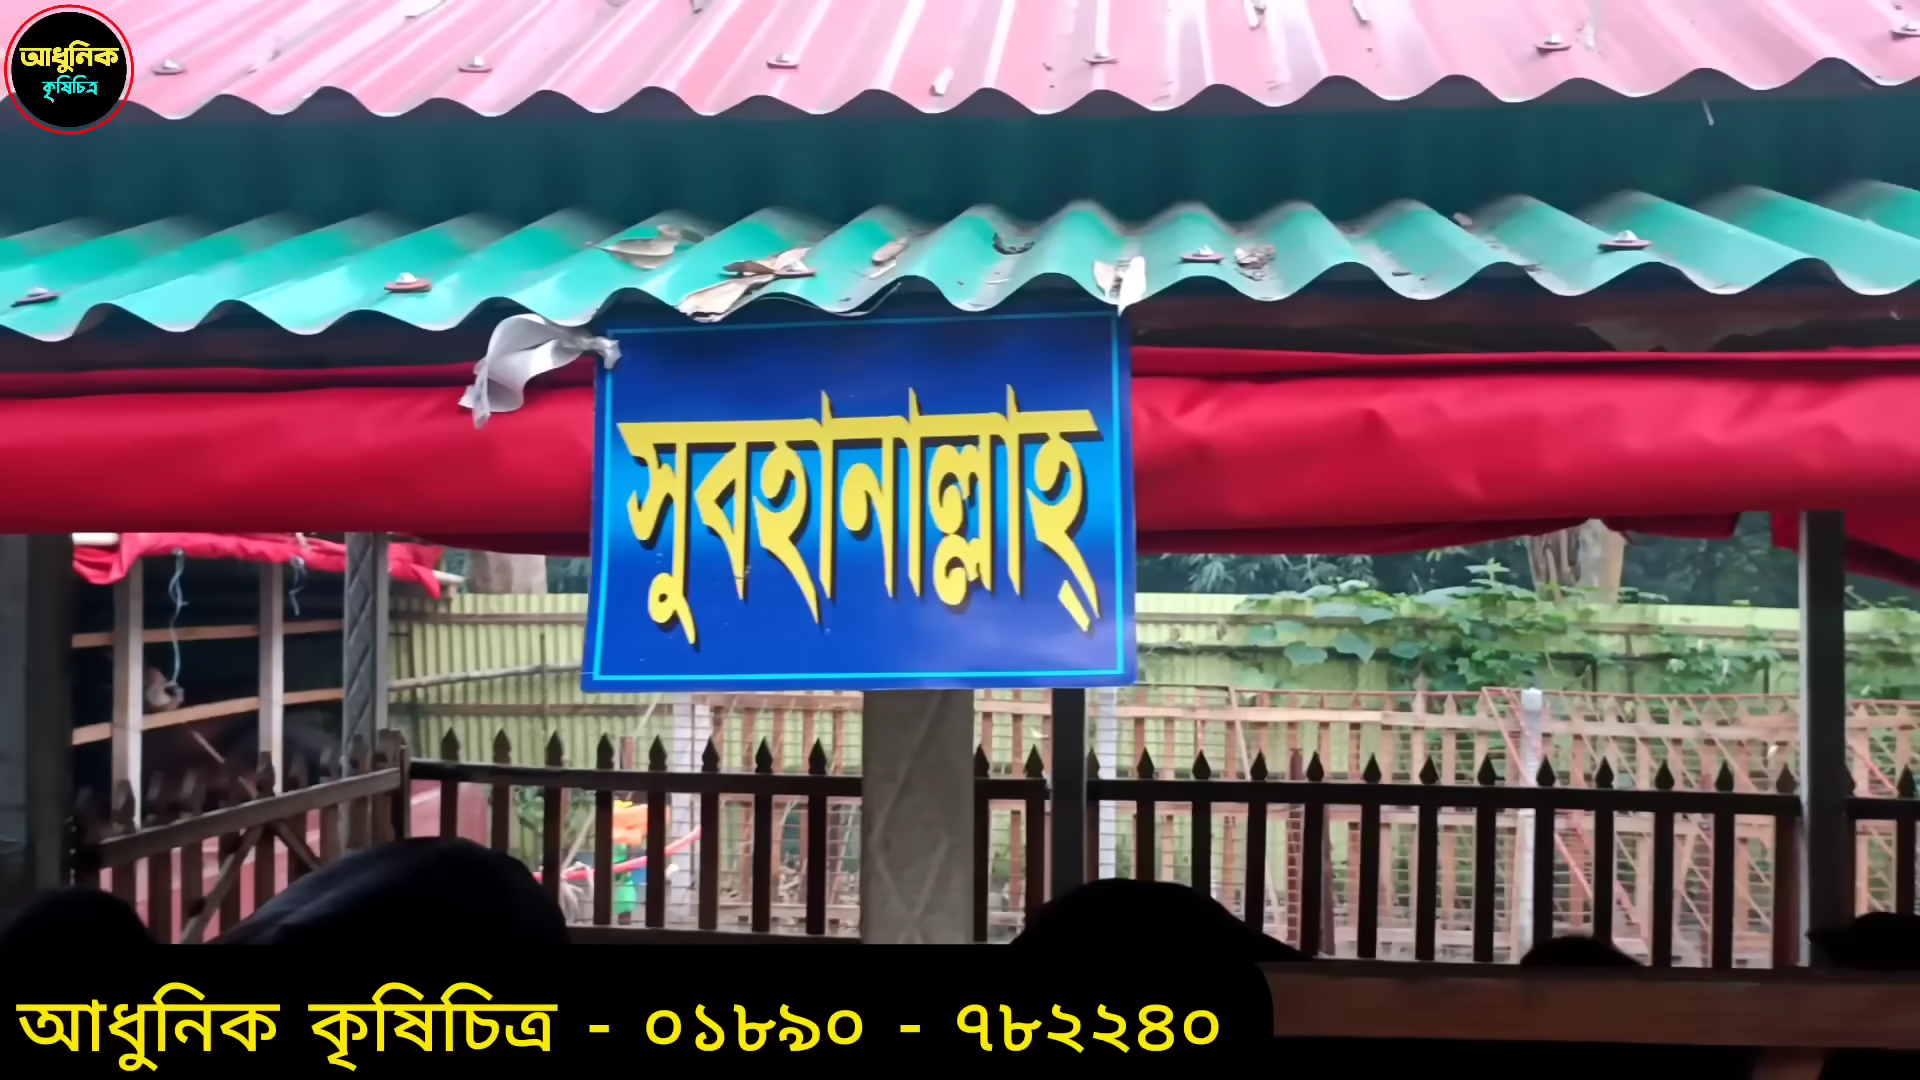 আধুনিক
কৃষিচিত্র
সুবহানাল্লাহ্
আধুনিক কৃষিচিত্র - ০১৮৯০ - ৭৮২২৪০